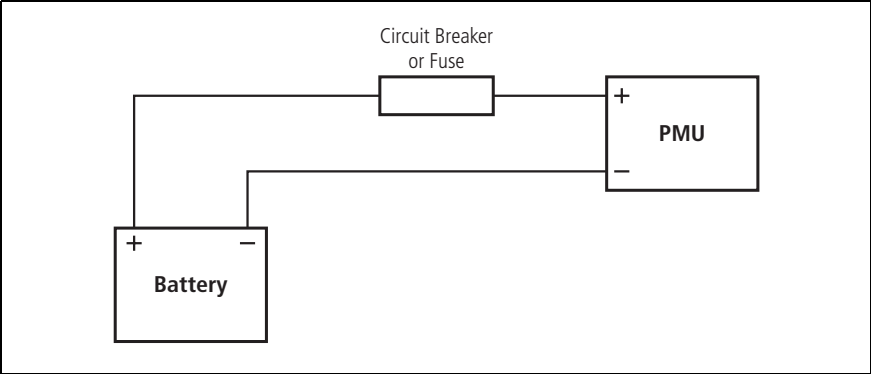 Circuit Breaker
or Fuse
+
PMU
−
+ −
Battery